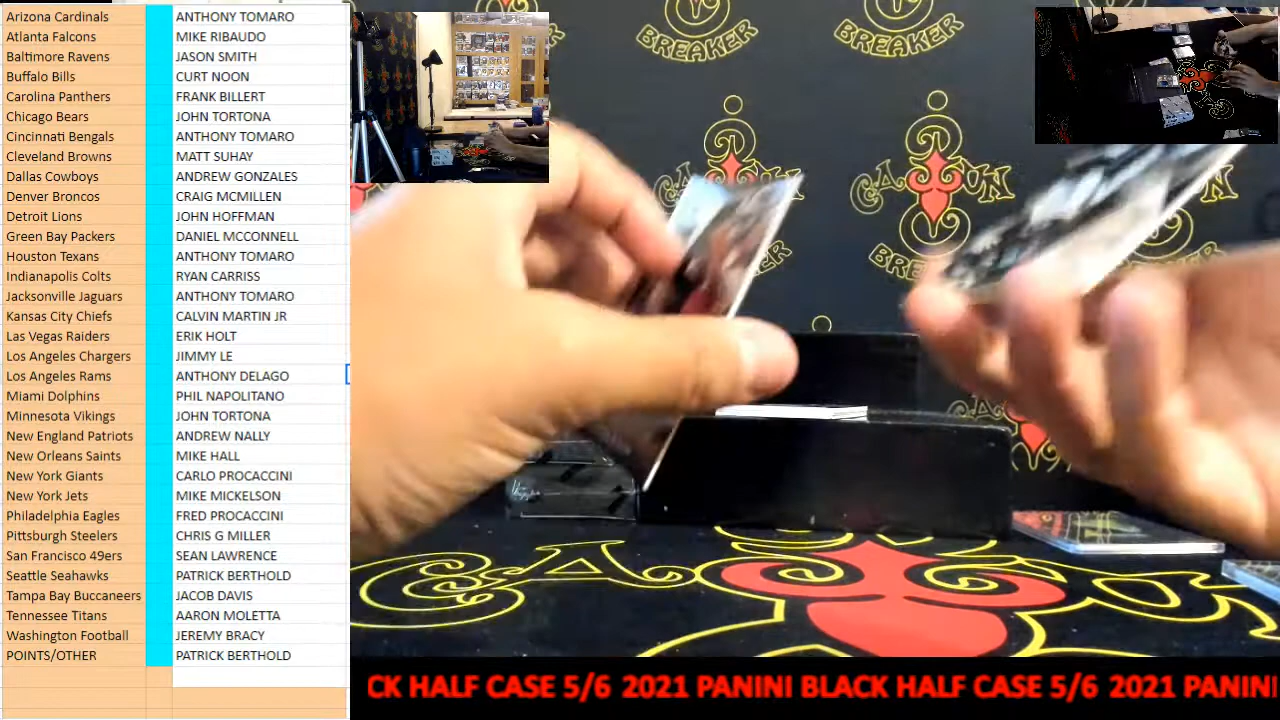 Arizona Cardinals ANTHONY TOMARO
Atlanta Falcons MIKE RIBAUDO
Baltimore Ravens JASON SMITH
Buffalo Bills CURT NOON
Carolina Panthers FRANK BILLERT
Chicago Bears JOHN TORTONA
Cincinnati Bengals ANTHONY TOMARO
Cleveland Browns MATT SUHAY
Dallas Cowboys ANDREW GONZALES
Denver Broncos CRAIG MCMILLEN
Detroit Lions JOHN HOFFMAN
Green Bay Packers DANIEL MCCONNELL
Houston Texans ANTHONY TOMARO
Indianapolis Colts RYAN CARRISS
Jacksonville Jaguars ANTHONY TOMARO
Kansas City Chiefs CALVIN MARTIN JR
Las Vegas Raiders ERIK HOLT
Los Angeles Chargers JIMMY LE
Los Angeles Rams ANTHONY DELAGO
Miami Dolphins PHIL NAPOLITANO
Minnesota Vikings JOHN TORTONA
New England Patriots ANDREW NALLY
New Orleans Saints MIKE HALL
New York Giants CARLO PROCACCINI
New York Jets MIKE MICKELSON
Philadelphia Eagles FRED PROCACCINI
Pittsburgh Steelers CHRIS G MILLER
San Francisco 49ers SEAN LAWRENCE
Seattle Seahawks PATRICK BERTHOLD
Tampa Bay Buccaneers JACOB DAVIS
Tennessee Titans AARON MOLETTA
Washington Football JEREMY BRACY
POINTS/OTHER PATRICK BERTHOLD
BREAKER
BREAKER
CK HALF CASE 5/6 2021 PANINI BLACK HALF CASE 5/6 2021 PANINI